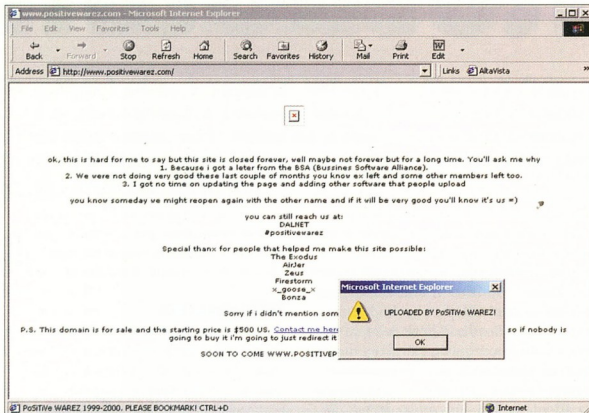 www.positivewarez.com - Microsoft Internet Explorer
File Edit View Favorites Tools Help
Back Forward Stop Refresh Home Search Favorites History Mail Print Edit
Address http://www.positivewarez.com/ Links AltaVista
ok, this is hard for me to say but this site is closed forever, well maybe not forever but for a long time. You'll ask me why
1. Because i got a leter from the BSA (Bussines Software Alliance).
2. We were not doing very good these last couple of months you know ex left and some other members left too.
3. I got no time on updating the page and adding other software that people upload
you know someday we might reopen again with the other name and if it will be very good you'll know it's us =)
you can still reach us at:
DALNET
#positivewarez
Special thanx for people that helped me make this site possible:
The Exodus
AirJer
Zeus
Firestorm
x_goose_x
Bonza
Sorry if i didn't mention som
P.S. This domain is for sale and the starting price is $500 US. Contact me here so if nobody is
going to buy it i'm going to just redirect it
SOON TO COME WWW.POSITIVEP
Microsoft Internet Explorer
UPLOADED BY PoSiTiVe WAREZ!
OK
PoSiTiVe WAREZ 1999-2000. PLEASE BOOKMARK! CTRL+D Internet